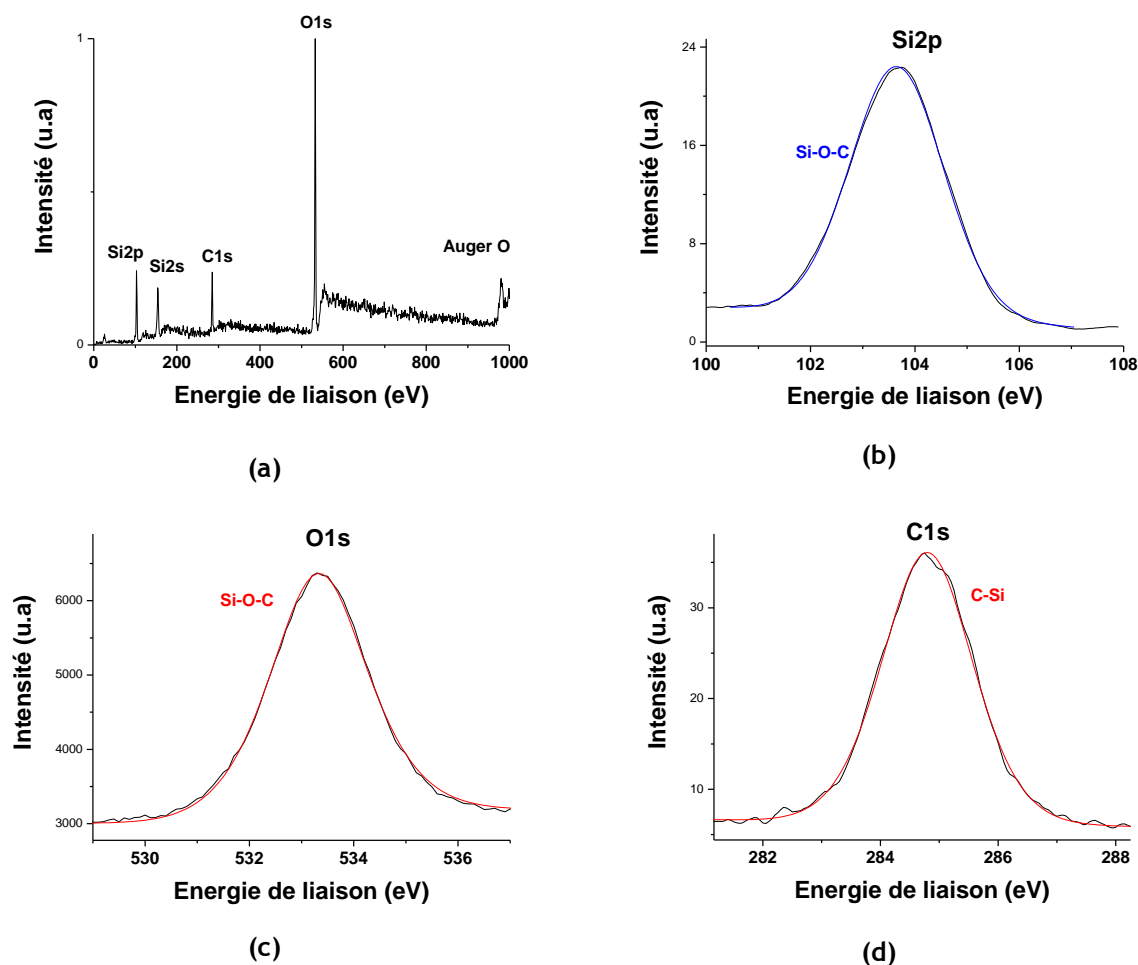 O1s
1
Si2p
Si2s
C1s
Auger O
0
0 200 400 600 800 1000
Intensité (u.a)
Energie de liaison (eV)
(a)
Si2p
24
16
8
0
Si-O-C
100 102 104 106 108
Intensité (u.a)
Energie de liaison (eV)
(b)
O1s
6000
5000
4000
3000
Si-O-C
530 532 534 536
Intensité (u.a)
Energie de liaison (eV)
(c)
C1s
30
20
10
C-Si
282 284 286 288
Intensité (u.a)
Energie de liaison (eV)
(d)